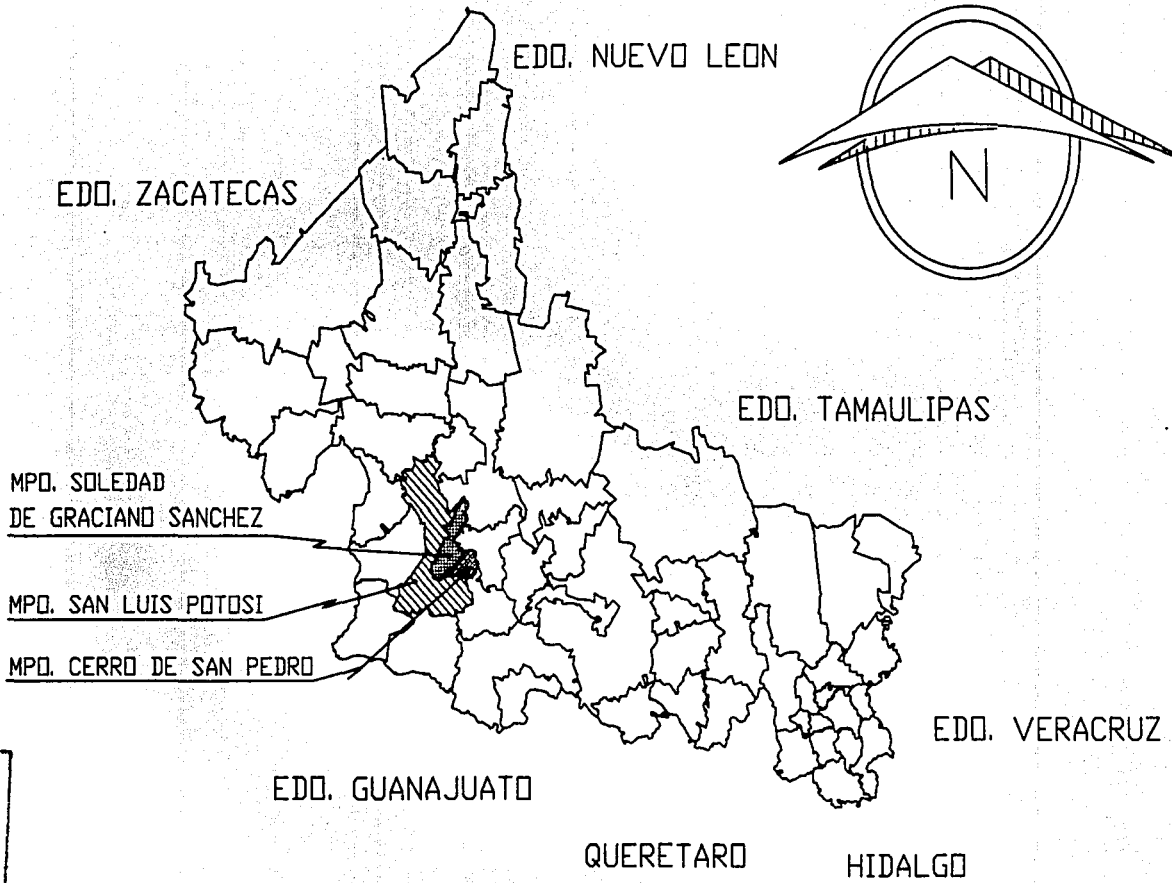 EDO. NUEVO LEON
N
EDO. ZACATECAS
EDO. TAMAULIPAS
MPO. SOLEDAD
DE GRACIANO SANCHEZ
MPO. SAN LUIS POTOSI
MPO. CERRO DE SAN PEDRO
EDO. VERACRUZ
EDO. GUANAJUATO
QUERETARO
HIDALGO